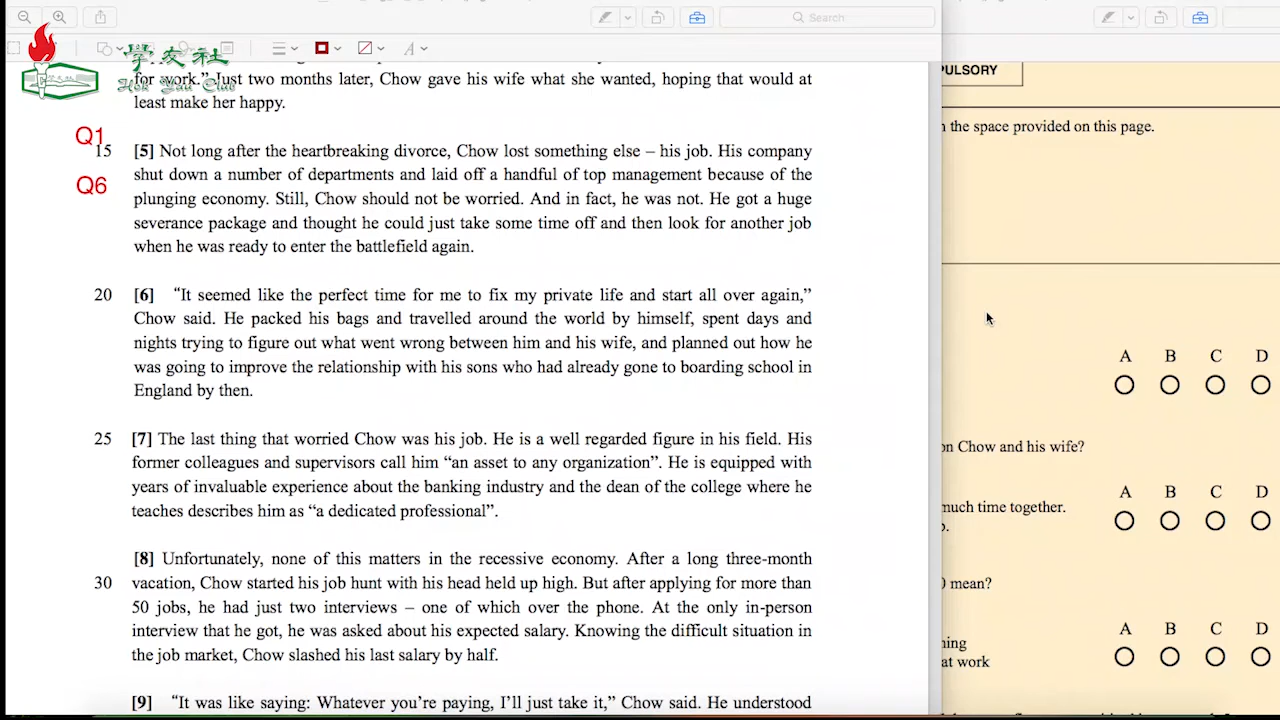 Search
學友社
Hok Yau Club
for work.” Just two months later, Chow gave his wife what she wanted, hoping that would at
least make her happy.
Q1
15 [5] Not long after the heartbreaking divorce, Chow lost something else – his job. His company
Q6
shut down a number of departments and laid off a handful of top management because of the
plunging economy. Still, Chow should not be worried. And in fact, he was not. He got a huge
severance package and thought he could just take some time off and then look for another job
when he was ready to enter the battlefield again.
20 [6] “It seemed like the perfect time for me to fix my private life and start all over again,”
Chow said. He packed his bags and travelled around the world by himself, spent days and
nights trying to figure out what went wrong between him and his wife, and planned out how he
was going to improve the relationship with his sons who had already gone to boarding school in
England by then.
25 [7] The last thing that worried Chow was his job. He is a well regarded figure in his field. His
former colleagues and supervisors call him “an asset to any organization”. He is equipped with
years of invaluable experience about the banking industry and the dean of the college where he
teaches describes him as “a dedicated professional”.
[8] Unfortunately, none of this matters in the recessive economy. After a long three-month
30 vacation, Chow started his job hunt with his head held up high. But after applying for more than
50 jobs, he had just two interviews – one of which over the phone. At the only in-person
interview that he got, he was asked about his expected salary. Knowing the difficult situation in
the job market, Chow slashed his last salary by half.
[9] “It was like saying: Whatever you’re paying, I’ll just take it,” Chow said. He understood
PULSORY
n the space provided on this page.
A B C D
on Chow and his wife?
A B C D
much time together.
0 mean?
A B C D
ning
at work